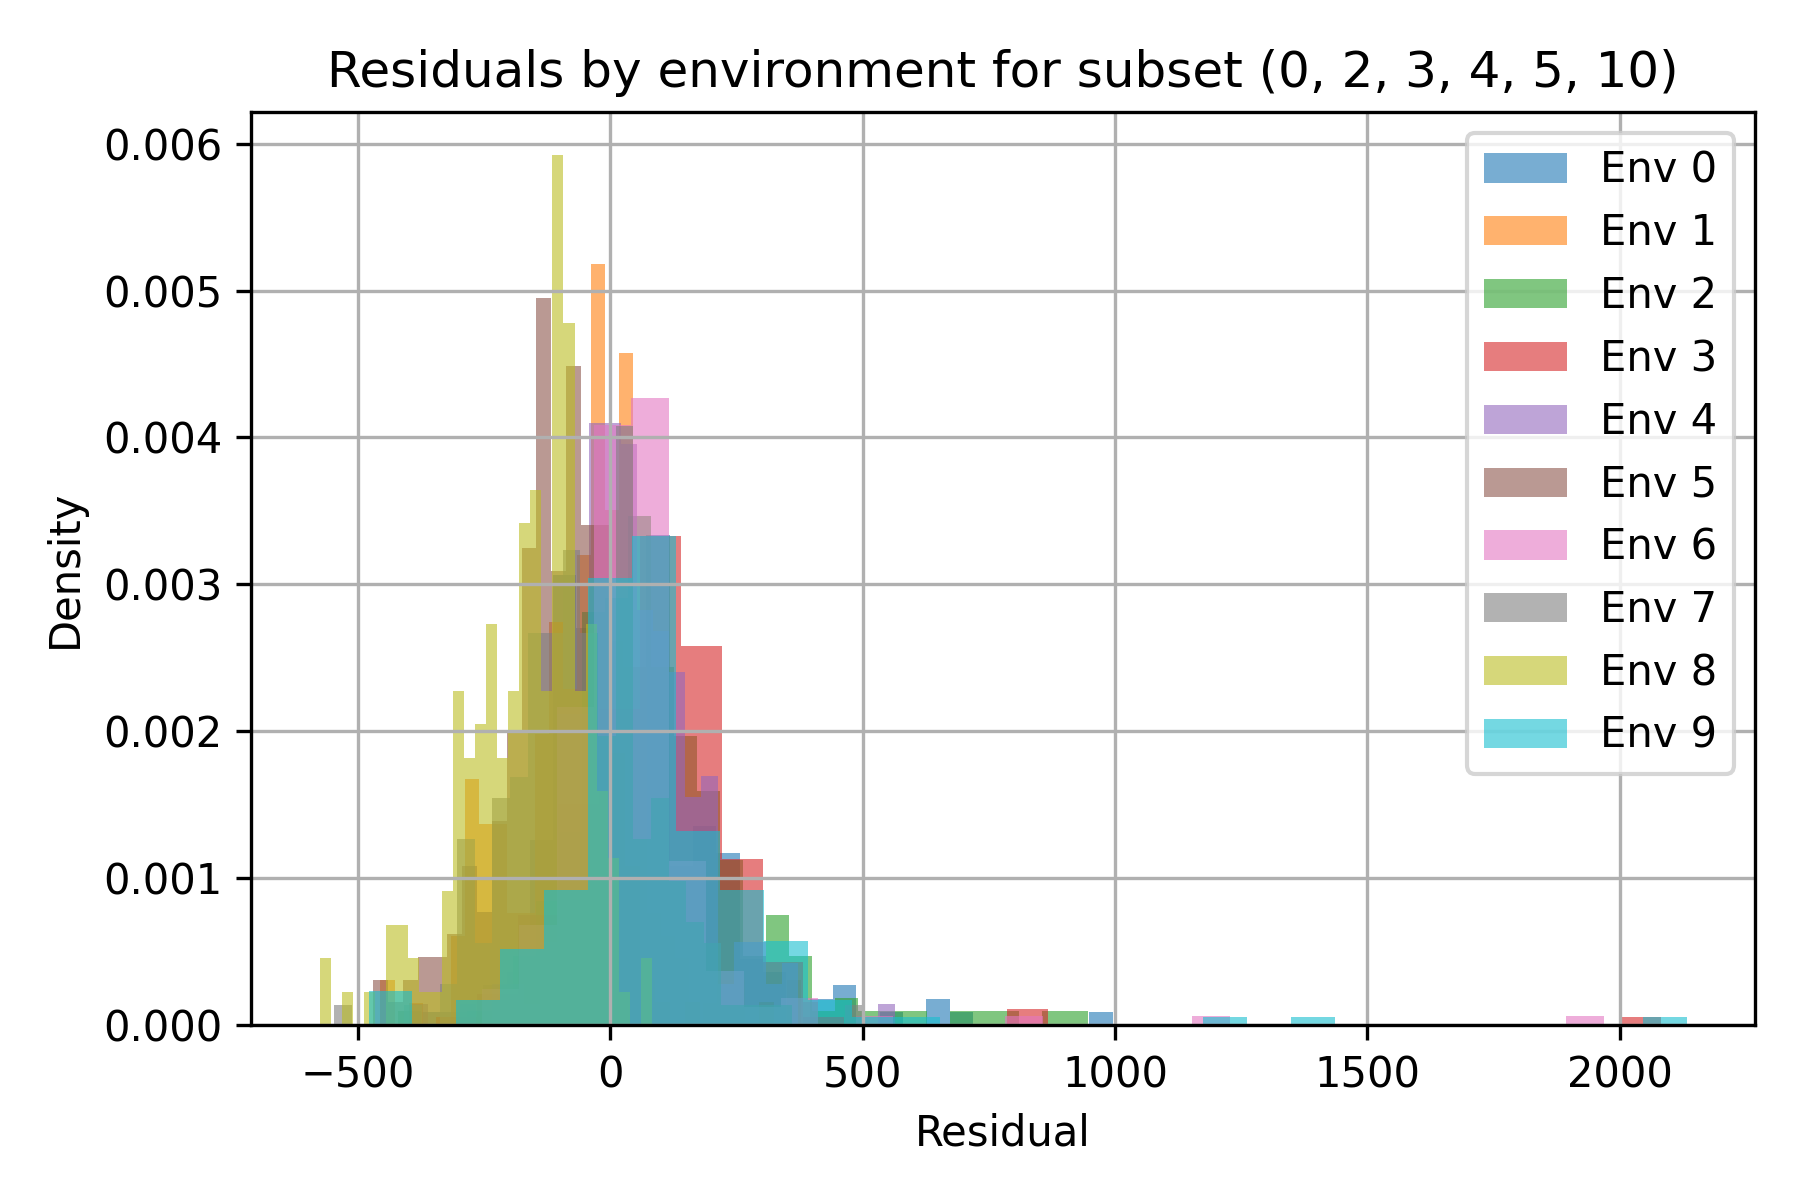 Residuals by environment for subset (0, 2, 3, 4, 5, 10)
0.006
0.005
0.004
0.003
0.002
0.001
0.000
Density
−500
0
500
1000
1500
2000
Residual
Env 0
Env 1
Env 2
Env 3
Env 4
Env 5
Env 6
Env 7
Env 8
Env 9